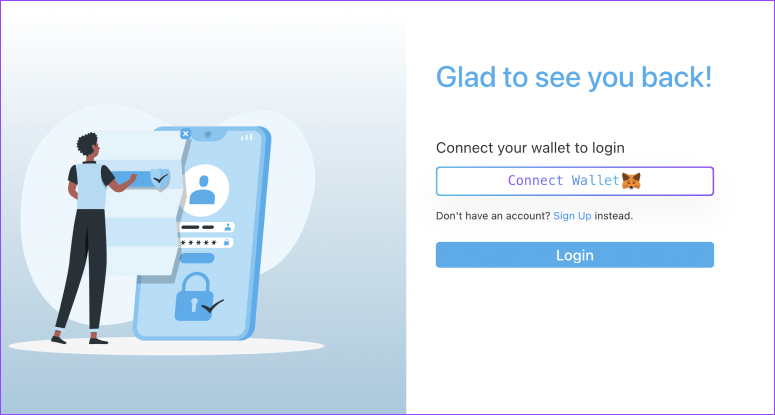 Glad to see you back!
Connect your wallet to login
Connect Wallet
Don't have an account? Sign Up instead.
Login
*****